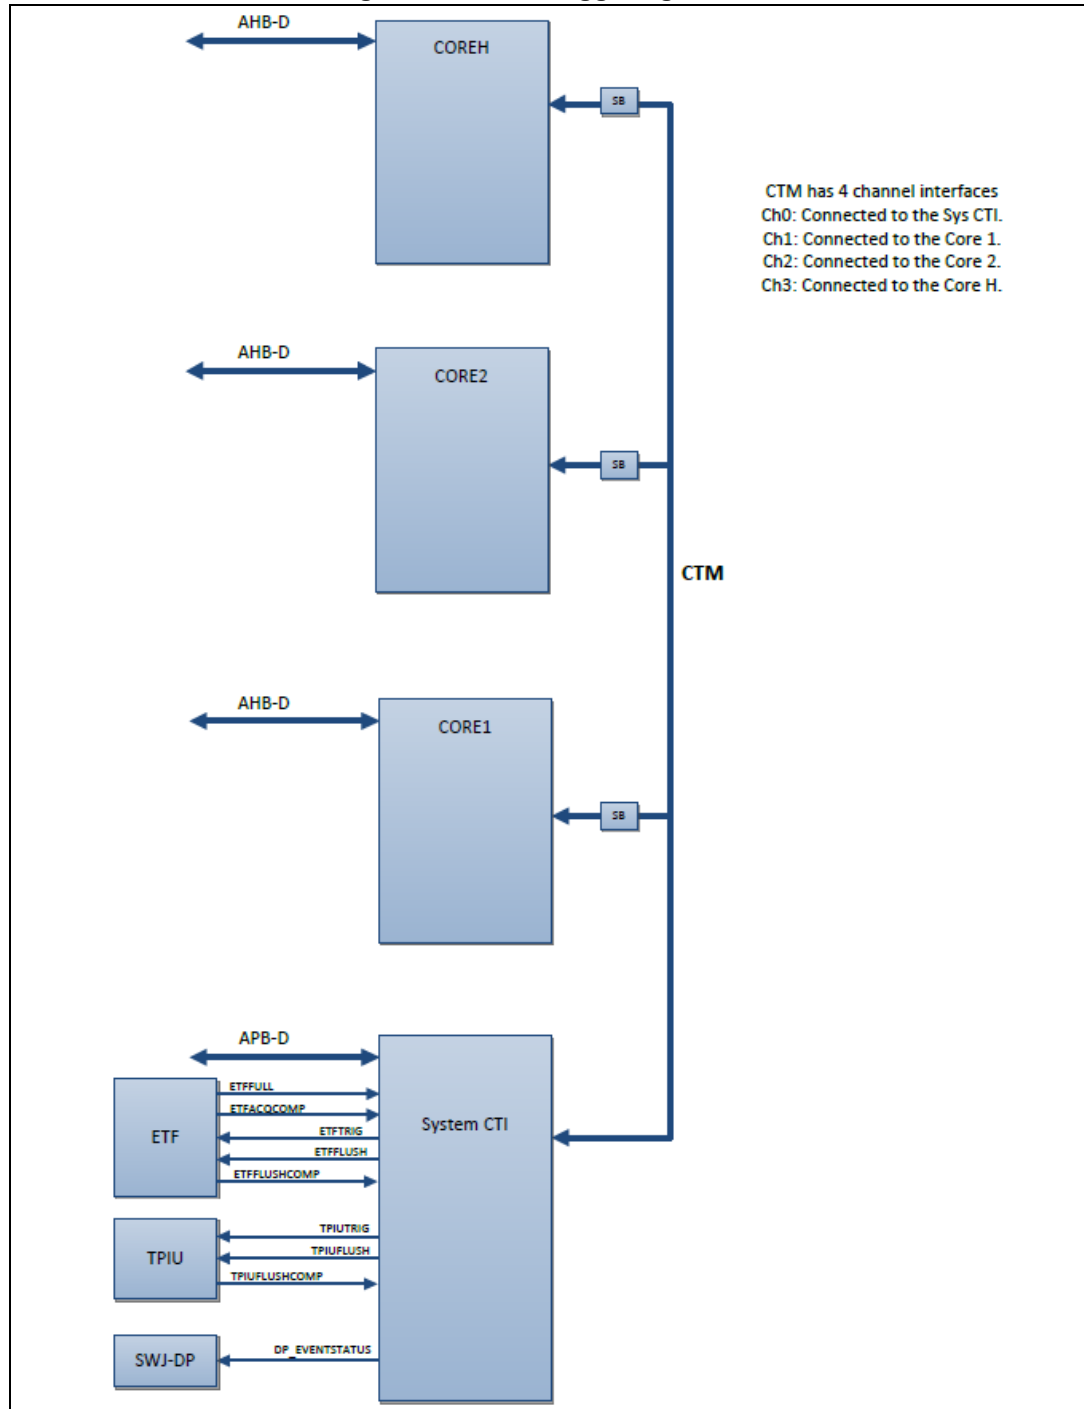 AHB-D
COREH
SB
CTM has 4 channel interfaces
Ch0: Connected to the Sys CTI.
Ch1: Connected to the Core 1.
Ch2: Connected to the Core 2.
Ch3: Connected to the Core H.
AHB-D
CORE2
SB
CTM
AHB-D
CORE1
SB
APB-D
ETFFULL
ETFACQCOMP
System CTI
ETF
ETFTRIG
ETFFLUSH
ETFFLUSHCOMP
TPIUTRIG
TPIU
TPIUFLUSH
TPIUFLUSHCOMP
DP_EVENTSTATUS
SWJ-DP